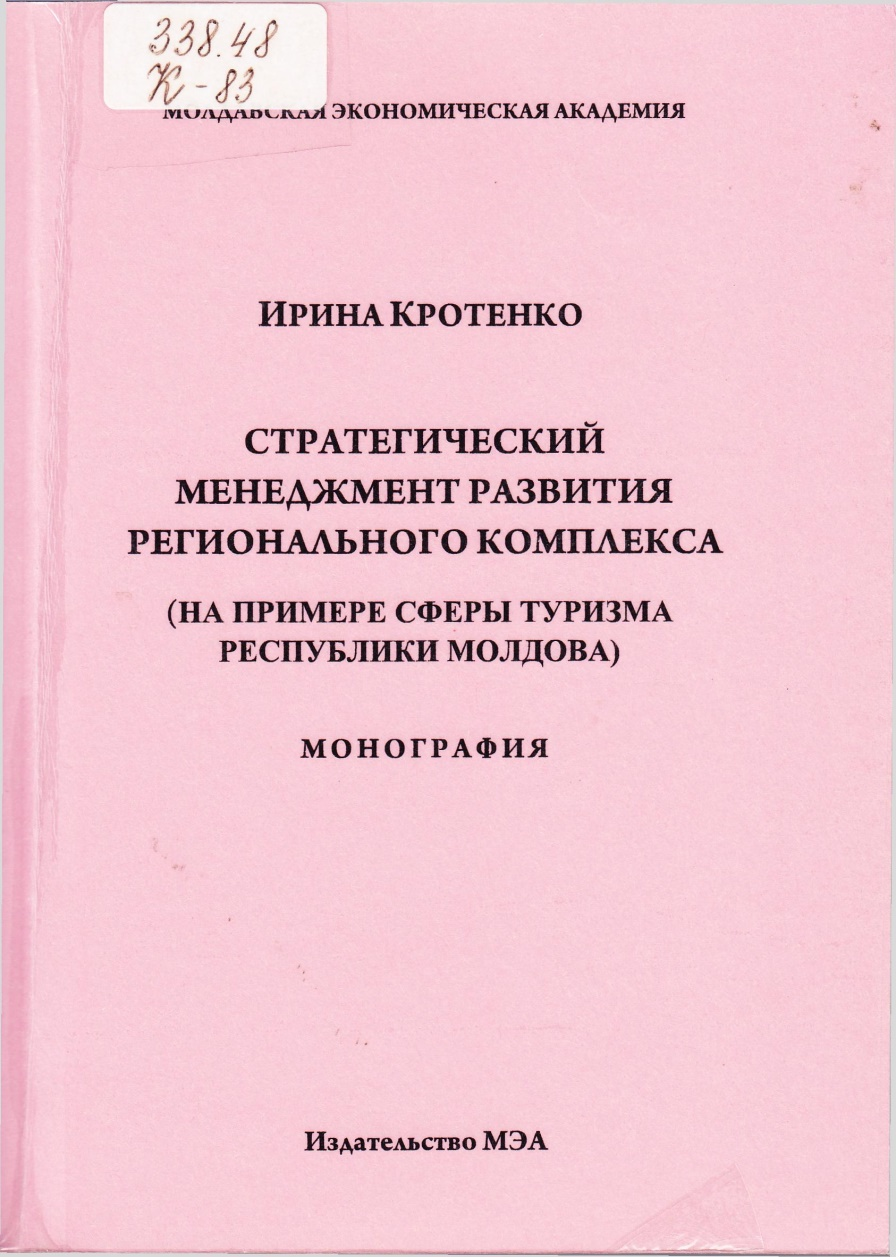 338.48
К-83
МОЛДАВСКАЯ ЭКОНОМИЧЕСКАЯ АКАДЕМИЯ
ИРИНА КРОТЕНКО
СТРАТЕГИЧЕСКИЙ
МЕНЕДЖМЕНТ РАЗВИТИЯ
РЕГИОНАЛЬНОГО КОМПЛЕКСА
(НА ПРИМЕРЕ СФЕРЫ ТУРИЗМА
РЕСПУБЛИКИ МОЛДОВА)
МОНОГРАФИЯ
Издательство МЭА